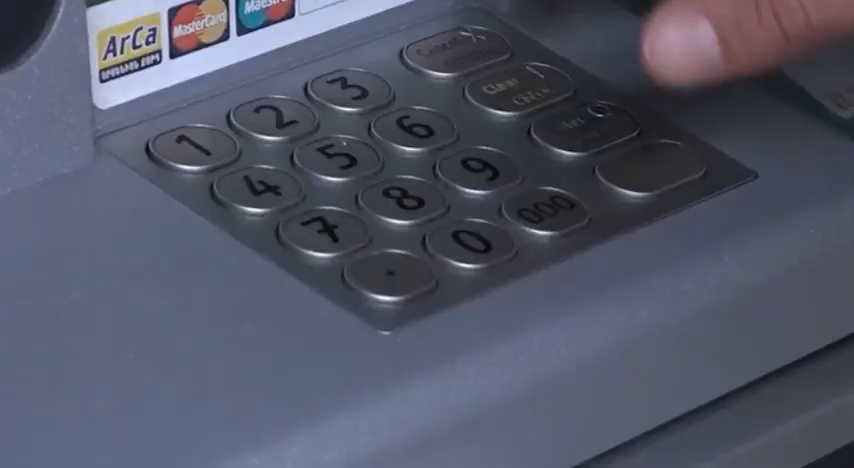 ArCa
MasterCard
Maestro
1 2 3 Cancel
4 5 6 Clear
7 8 9
. 0 000